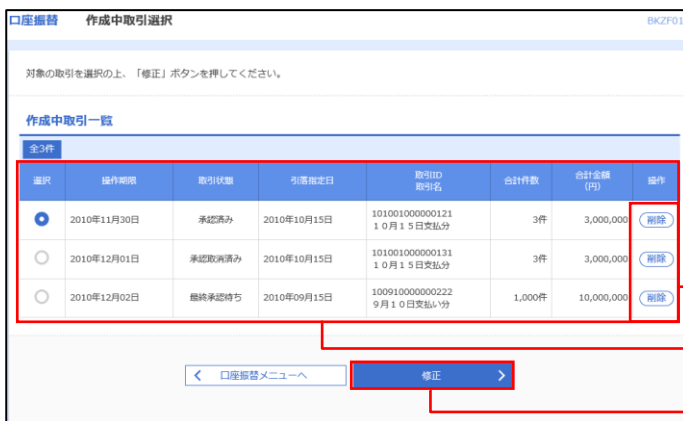 口座振替 作成中取引選択 BKZF01
対象の取引を選択の上、「修正」ボタンを押してください。
作成中取引一覧
全3件
選択 操作期限 取引状態 引落指定日 取引ID 取引名 合計件数 合計金額 (円) 操作
2010年11月30日 承認済み 2010年10月15日 101001000000121 3件 3,000,000 削除
10月15日支払分
2010年12月01日 承認取消済み 2010年10月15日 101001000000131 3件 3,000,000 削除
10月15日支払分
2010年12月02日 最終承認待ち 2010年09月15日 100910000000222 1,000件 10,000,000 削除
9月10日支払い分
口座振替メニューへ 修正